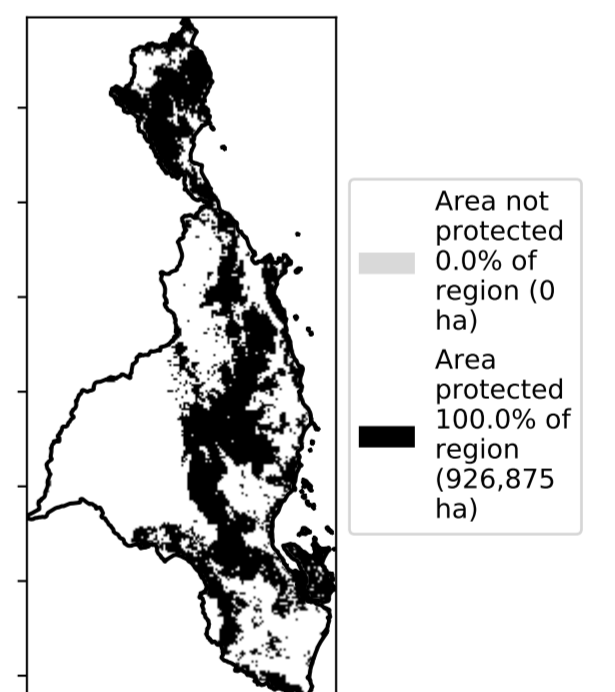 Area not
protected
0.0% of
region (0
ha)
Area
protected
100.0% of
region
(926,875
ha)